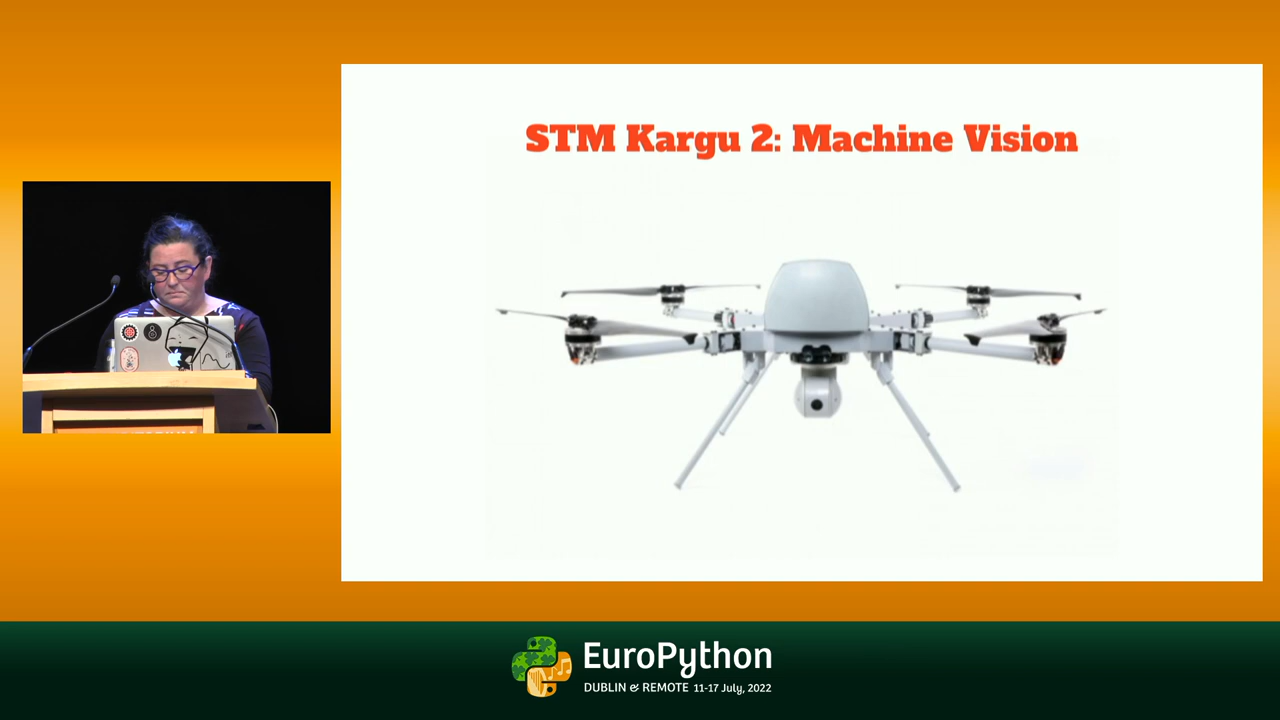 STM Kargu 2: Machine Vision
EuroPython
DUBLIN & REMOTE 11-17 July, 2022